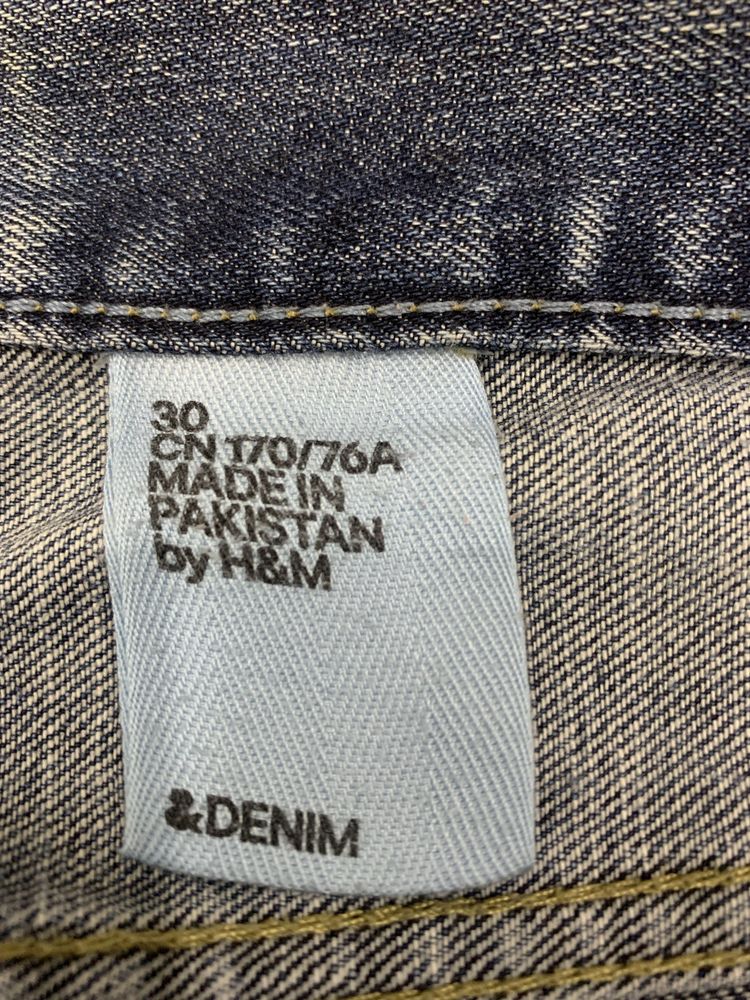 30
CN 170/76A
MADE IN
PAKISTAN
by H&M
&DENIM